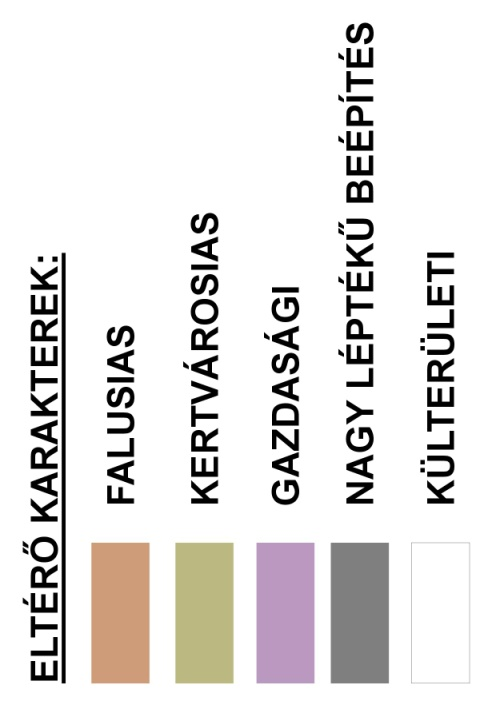 ELTÉRŐ KARAKTEREK:
FALUSIAS
KERTVÁROSIAS
GAZDASÁGI
NAGY LÉPTÉKŰ BEÉPÍTÉS
KÜLTERÜLETI